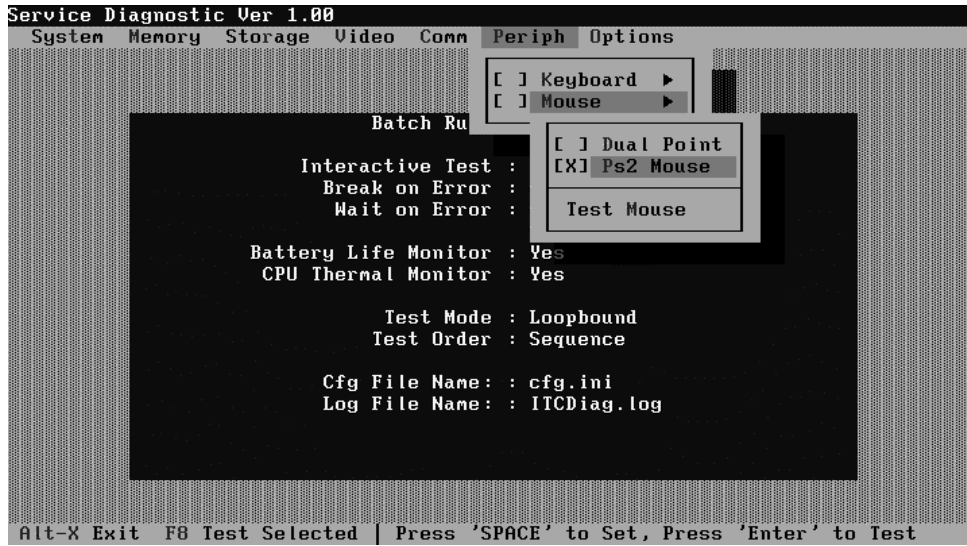 Service Diagnostic Ver 1.00
System Memory Storage Video Comm Periph Options
[ ] Keyboard ►
[ ] Mouse ►
Batch Ru
[ ] Dual Point
Interactive Test :
[X] Ps2 Mouse
Break on Error :
Wait on Error :
Test Mouse
Battery Life Monitor : Yes
CPU Thermal Monitor : Yes
Test Mode : Loopbound
Test Order : Sequence
Cfg File Name: : cfg.ini
Log File Name: : ITCDiag.log
Alt-X Exit F8 Test Selected | Press 'SPACE' to Set, Press 'Enter' to Test